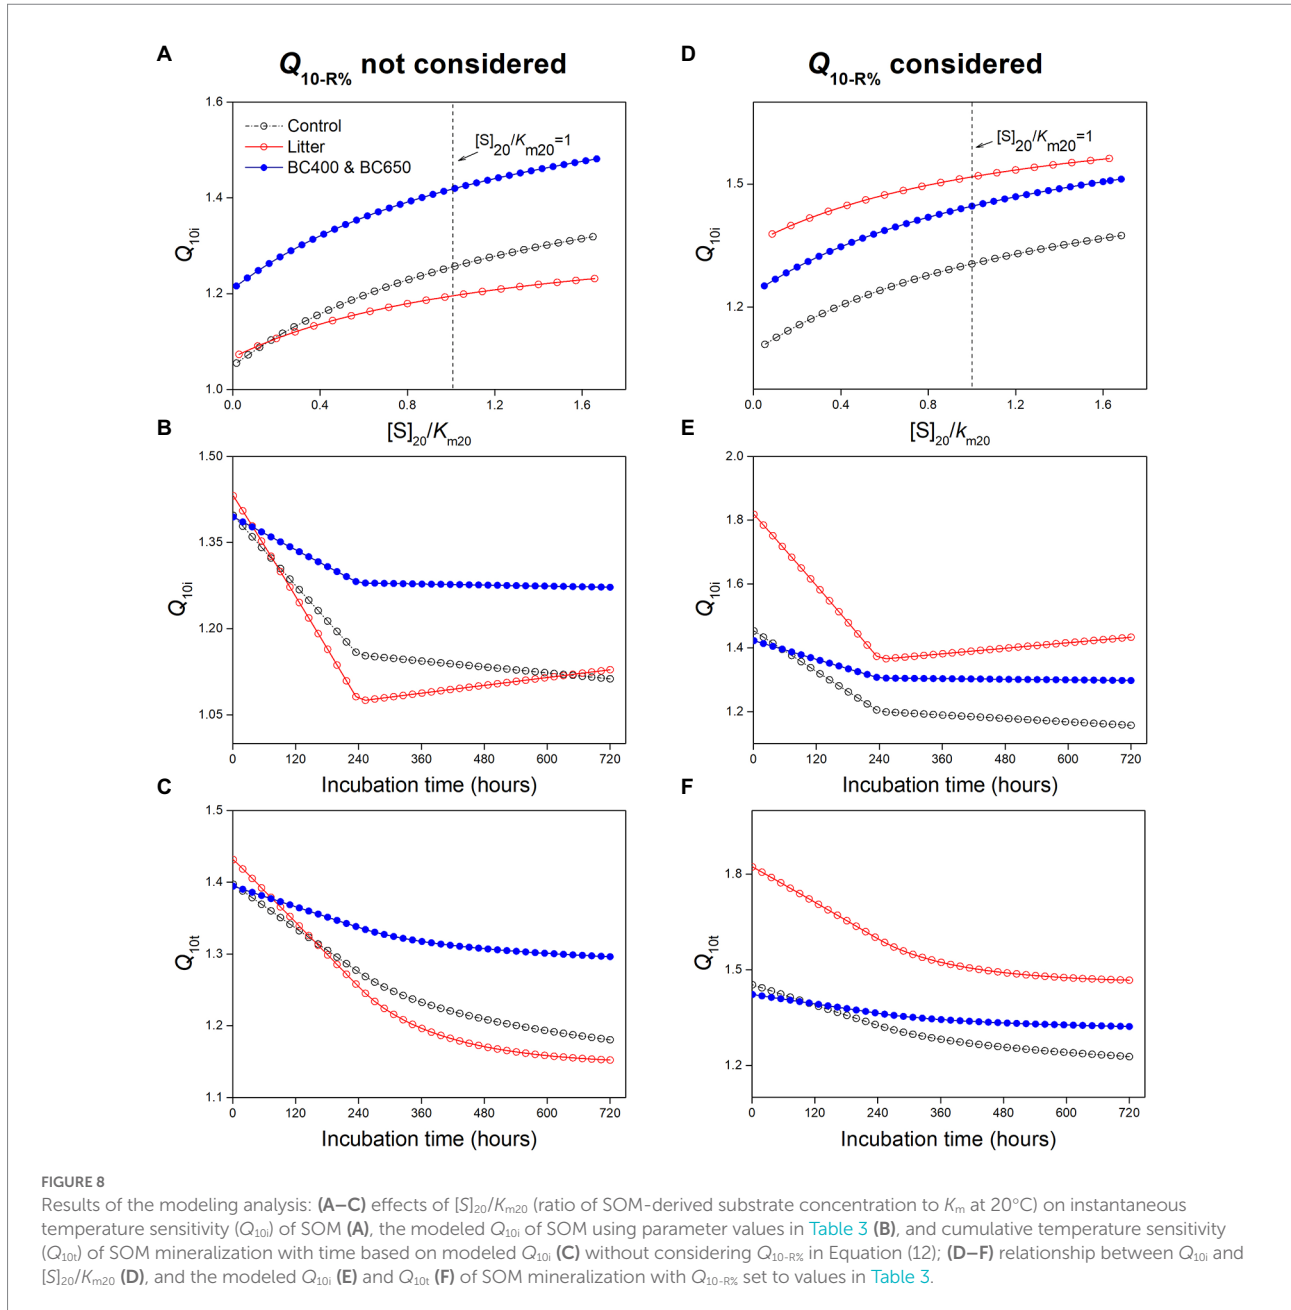 A
Q10-R% not considered
D
Q10-R% considered
Q10i
1.6
1.4
1.2
1.0
Control
Litter
BC400 & BC650
[S]20/Km20=1
0.0 0.4 0.8 1.2 1.6
[S]20/Km20
Q10i
1.5
1.2
[S]20/Km20=1
0.0 0.4 0.8 1.2 1.6
[S]20/km20
B
Q10i
1.50
1.35
1.20
1.05
0 120 240 360 480 600 720
Incubation time (hours)
E
Q10i
2.0
1.8
1.6
1.4
1.2
0 120 240 360 480 600 720
Incubation time (hours)
C
Q10t
1.5
1.4
1.3
1.2
1.1
0 120 240 360 480 600 720
Incubation time (hours)
F
Q10t
1.8
1.5
1.2
0 120 240 360 480 600 720
Incubation time (hours)
FIGURE 8
Results of the modeling analysis: (A–C) effects of [S]20/Km20 (ratio of SOM-derived substrate concentration to Km at 20°C) on instantaneous
temperature sensitivity (Q10i) of SOM (A), the modeled Q10i of SOM using parameter values in Table 3 (B), and cumulative temperature sensitivity
(Q10t) of SOM mineralization with time based on modeled Q10i (C) without considering Q10-R% in Equation (12); (D–F) relationship between Q10i and
[S]20/Km20 (D), and the modeled Q10i (E) and Q10t (F) of SOM mineralization with Q10-R% set to values in Table 3.